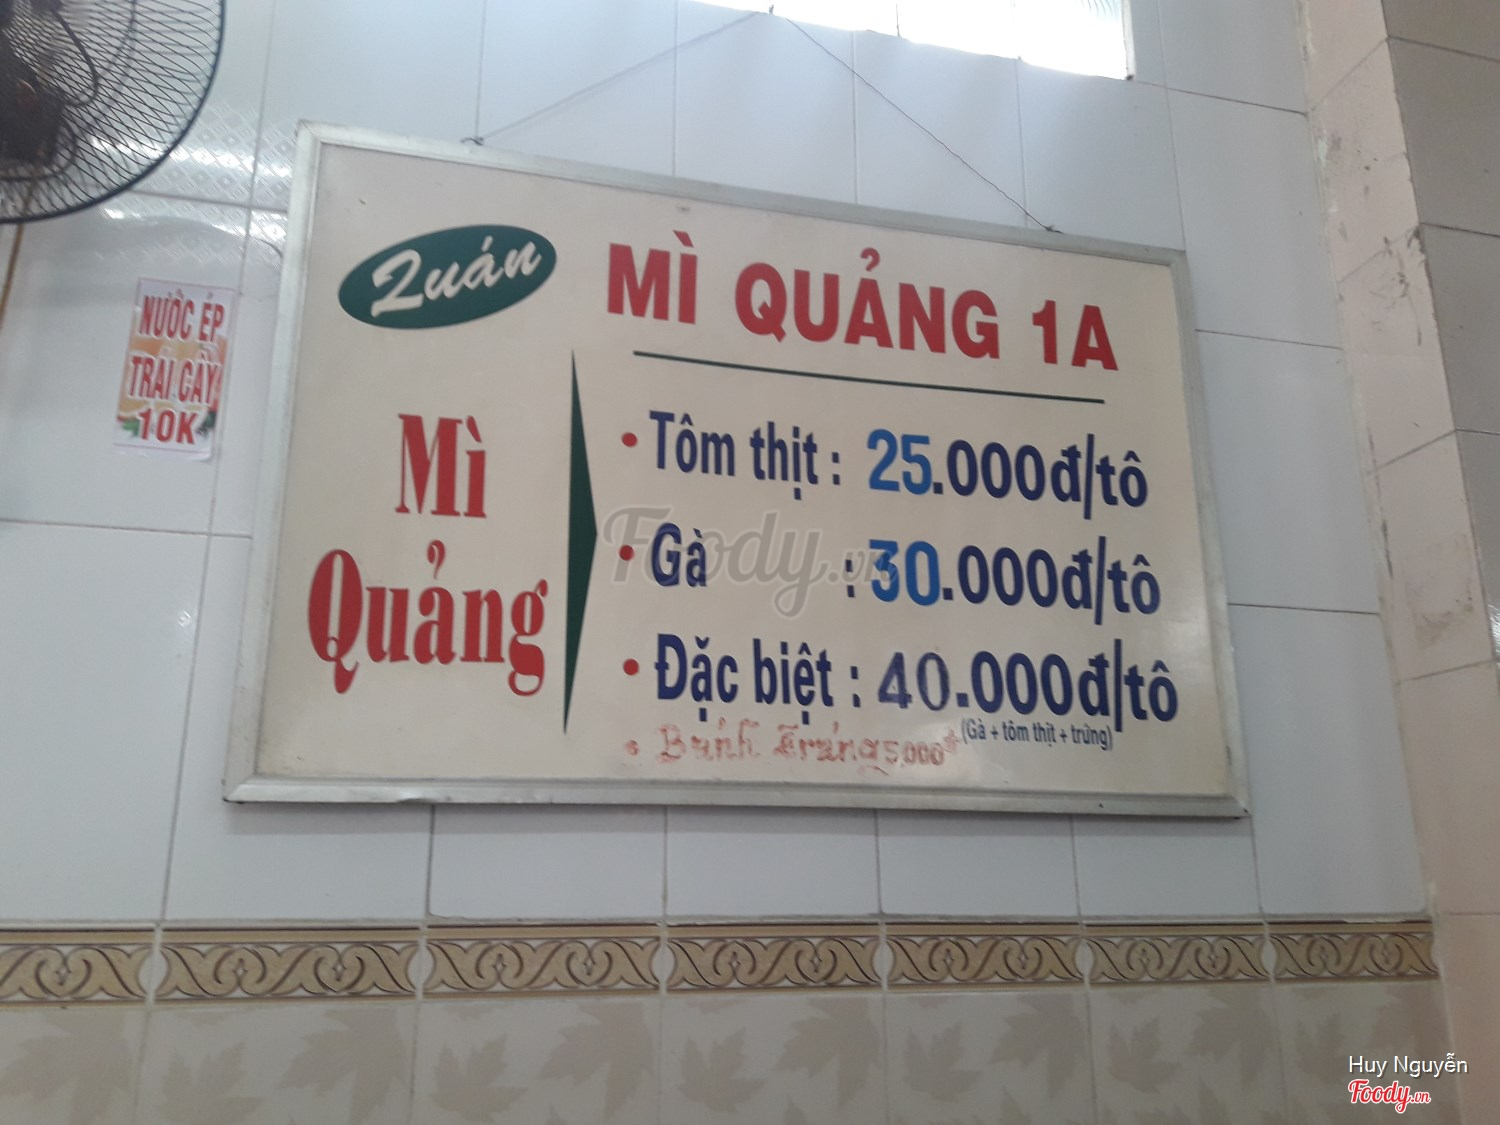 Quán
MÌ QUẢNG 1A
Mì
Quảng
• Tôm thịt : 25.000đ/tô
• Gà : 30.000đ/tô
• Đặc biệt : 40.000đ/tô
(Gà + tôm thịt + trứng)
• Bánh Tráng 5,000đ
NƯỚC ÉP
TRÁI CÂY
10K
Foody.vn
Huy Nguyễn
Foody.vn